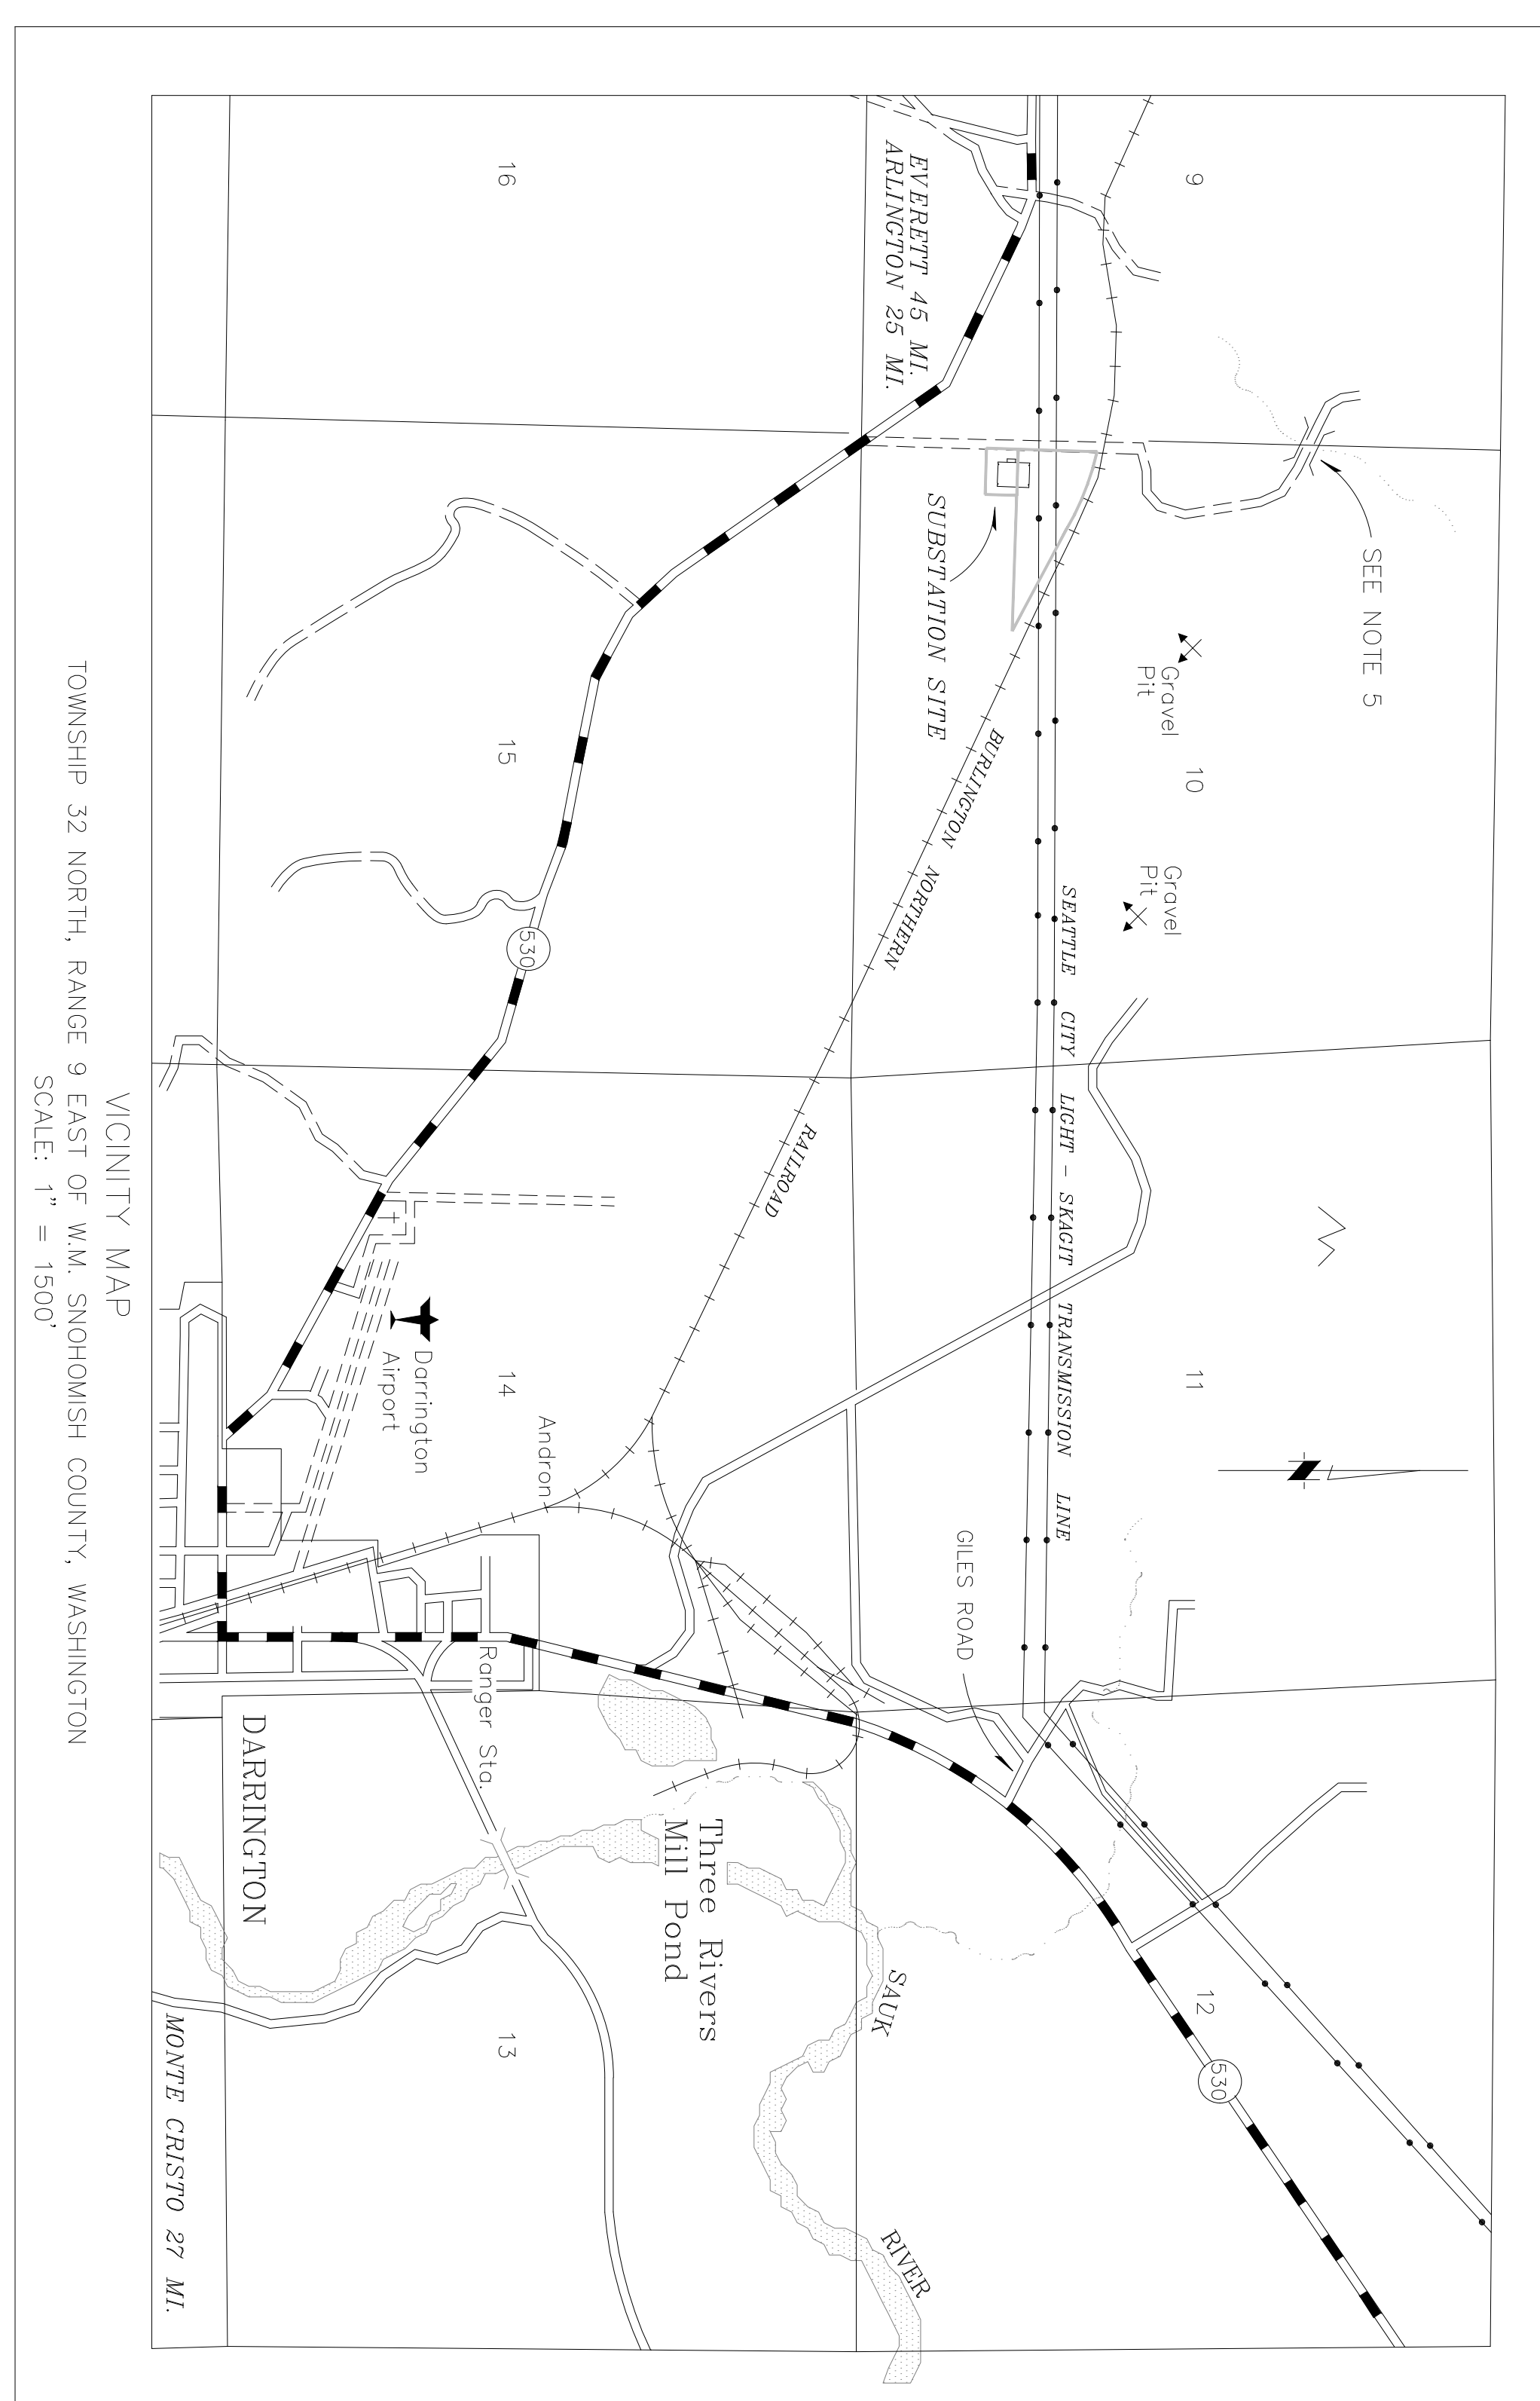 9
10
11
12
16
15
14
13
SEE NOTE 5
Gravel
Pit
Gravel
Pit
SEATTLE CITY LIGHT - SKAGIT TRANSMISSION LINE
EVERETT 45 MI.
ARLINGTON 25 MI.
SUBSTATION SITE
BURLINGTON NORTHERN RAILROAD
GILES ROAD
530
530
SAUK RIVER
Three Rivers
Mill Pond
Andron
Ranger Sta.
Darrington
Airport
DARRINGTON
MONTE CRISTO 27 MI.
VICINITY MAP
TOWNSHIP 32 NORTH, RANGE 9 EAST OF W.M. SNOHOMISH COUNTY, WASHINGTON
SCALE: 1" = 1500'